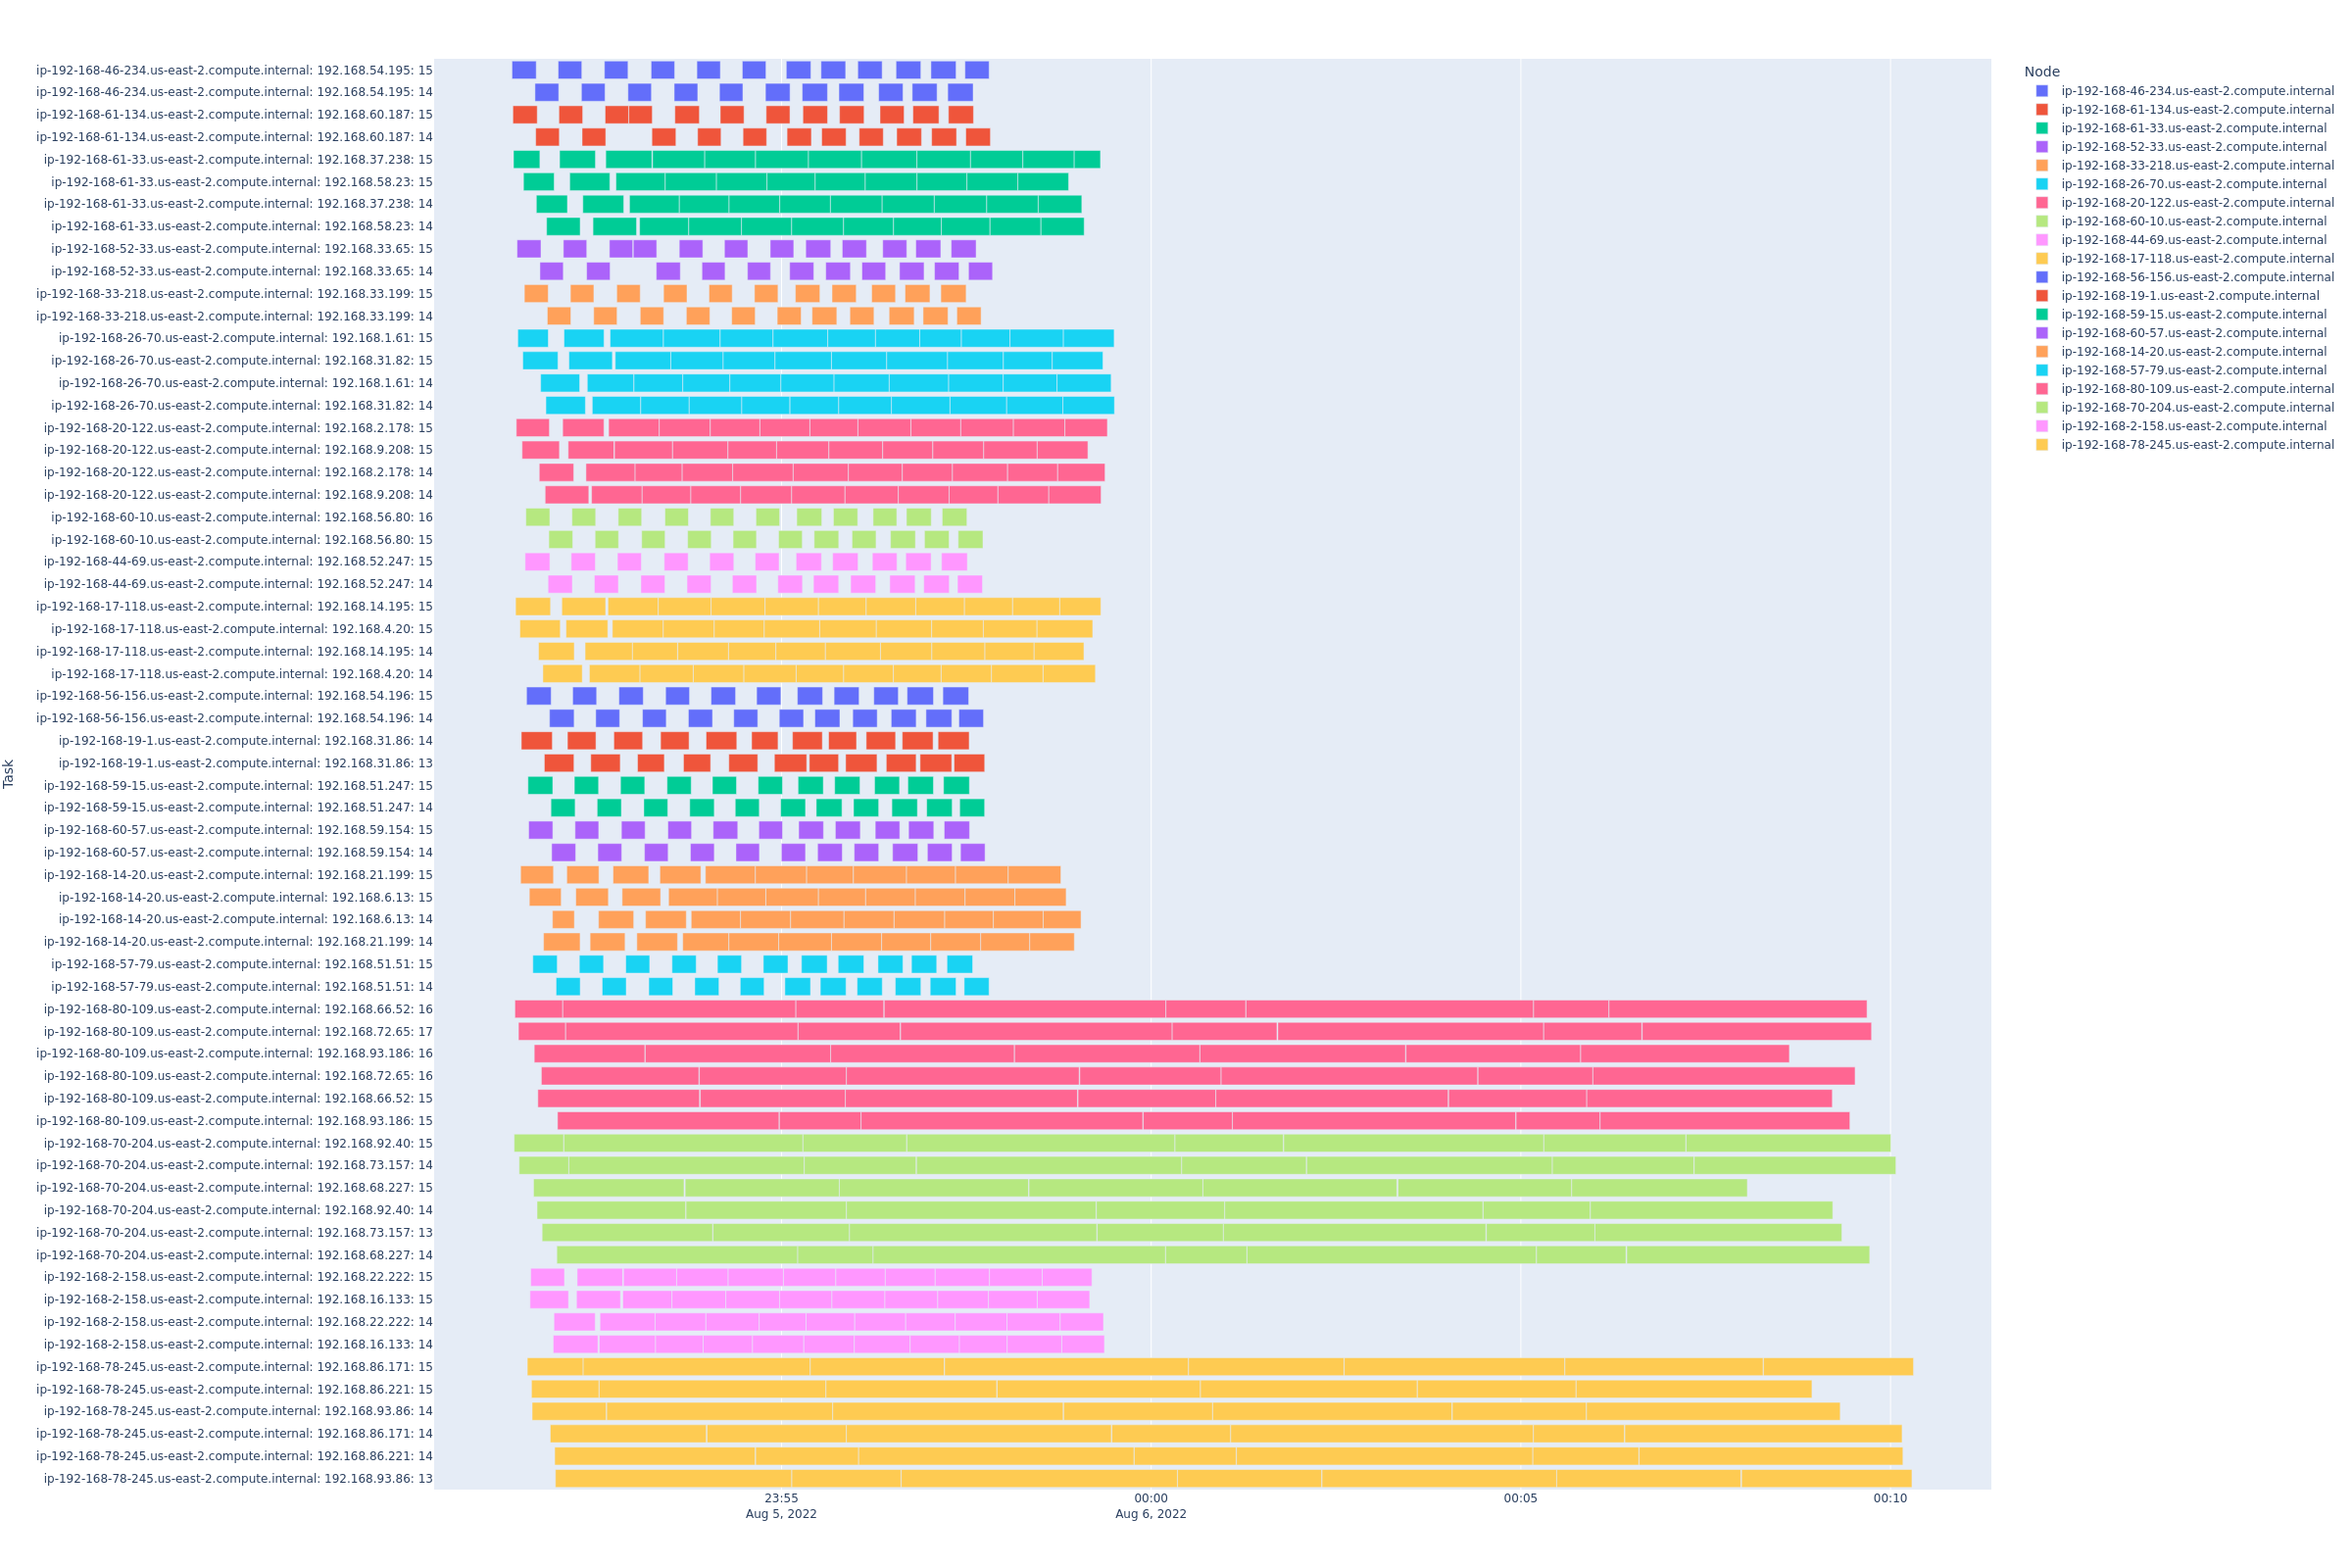 ip-192-168-46-234.us-east-2.compute.internal: 192.168.54.195: 15
ip-192-168-46-234.us-east-2.compute.internal: 192.168.54.195: 14
ip-192-168-61-134.us-east-2.compute.internal: 192.168.60.187: 15
ip-192-168-61-134.us-east-2.compute.internal: 192.168.60.187: 14
ip-192-168-61-33.us-east-2.compute.internal: 192.168.37.238: 15
ip-192-168-61-33.us-east-2.compute.internal: 192.168.58.23: 15
ip-192-168-61-33.us-east-2.compute.internal: 192.168.37.238: 14
ip-192-168-61-33.us-east-2.compute.internal: 192.168.58.23: 14
ip-192-168-52-33.us-east-2.compute.internal: 192.168.33.65: 15
ip-192-168-52-33.us-east-2.compute.internal: 192.168.33.65: 14
ip-192-168-33-218.us-east-2.compute.internal: 192.168.33.199: 15
ip-192-168-33-218.us-east-2.compute.internal: 192.168.33.199: 14
ip-192-168-26-70.us-east-2.compute.internal: 192.168.1.61: 15
ip-192-168-26-70.us-east-2.compute.internal: 192.168.31.82: 15
ip-192-168-26-70.us-east-2.compute.internal: 192.168.1.61: 14
ip-192-168-26-70.us-east-2.compute.internal: 192.168.31.82: 14
ip-192-168-20-122.us-east-2.compute.internal: 192.168.2.178: 15
ip-192-168-20-122.us-east-2.compute.internal: 192.168.9.208: 15
ip-192-168-20-122.us-east-2.compute.internal: 192.168.2.178: 14
ip-192-168-20-122.us-east-2.compute.internal: 192.168.9.208: 14
ip-192-168-60-10.us-east-2.compute.internal: 192.168.56.80: 16
ip-192-168-60-10.us-east-2.compute.internal: 192.168.56.80: 15
ip-192-168-44-69.us-east-2.compute.internal: 192.168.52.247: 15
ip-192-168-44-69.us-east-2.compute.internal: 192.168.52.247: 14
ip-192-168-17-118.us-east-2.compute.internal: 192.168.14.195: 15
ip-192-168-17-118.us-east-2.compute.internal: 192.168.4.20: 15
ip-192-168-17-118.us-east-2.compute.internal: 192.168.14.195: 14
ip-192-168-17-118.us-east-2.compute.internal: 192.168.4.20: 14
ip-192-168-56-156.us-east-2.compute.internal: 192.168.54.196: 15
ip-192-168-56-156.us-east-2.compute.internal: 192.168.54.196: 14
ip-192-168-19-1.us-east-2.compute.internal: 192.168.31.86: 14
ip-192-168-19-1.us-east-2.compute.internal: 192.168.31.86: 13
ip-192-168-59-15.us-east-2.compute.internal: 192.168.51.247: 15
ip-192-168-59-15.us-east-2.compute.internal: 192.168.51.247: 14
ip-192-168-60-57.us-east-2.compute.internal: 192.168.59.154: 15
ip-192-168-60-57.us-east-2.compute.internal: 192.168.59.154: 14
ip-192-168-14-20.us-east-2.compute.internal: 192.168.21.199: 15
ip-192-168-14-20.us-east-2.compute.internal: 192.168.6.13: 15
ip-192-168-14-20.us-east-2.compute.internal: 192.168.6.13: 14
ip-192-168-14-20.us-east-2.compute.internal: 192.168.21.199: 14
ip-192-168-57-79.us-east-2.compute.internal: 192.168.51.51: 15
ip-192-168-57-79.us-east-2.compute.internal: 192.168.51.51: 14
ip-192-168-80-109.us-east-2.compute.internal: 192.168.66.52: 16
ip-192-168-80-109.us-east-2.compute.internal: 192.168.72.65: 17
ip-192-168-80-109.us-east-2.compute.internal: 192.168.93.186: 16
ip-192-168-80-109.us-east-2.compute.internal: 192.168.72.65: 16
ip-192-168-80-109.us-east-2.compute.internal: 192.168.66.52: 15
ip-192-168-80-109.us-east-2.compute.internal: 192.168.93.186: 15
ip-192-168-70-204.us-east-2.compute.internal: 192.168.92.40: 15
ip-192-168-70-204.us-east-2.compute.internal: 192.168.73.157: 14
ip-192-168-70-204.us-east-2.compute.internal: 192.168.68.227: 15
ip-192-168-70-204.us-east-2.compute.internal: 192.168.92.40: 14
ip-192-168-70-204.us-east-2.compute.internal: 192.168.73.157: 13
ip-192-168-70-204.us-east-2.compute.internal: 192.168.68.227: 14
ip-192-168-2-158.us-east-2.compute.internal: 192.168.22.222: 15
ip-192-168-2-158.us-east-2.compute.internal: 192.168.16.133: 15
ip-192-168-2-158.us-east-2.compute.internal: 192.168.22.222: 14
ip-192-168-2-158.us-east-2.compute.internal: 192.168.16.133: 14
ip-192-168-78-245.us-east-2.compute.internal: 192.168.86.171: 15
ip-192-168-78-245.us-east-2.compute.internal: 192.168.86.221: 15
ip-192-168-78-245.us-east-2.compute.internal: 192.168.93.86: 14
ip-192-168-78-245.us-east-2.compute.internal: 192.168.86.171: 14
ip-192-168-78-245.us-east-2.compute.internal: 192.168.86.221: 14
ip-192-168-78-245.us-east-2.compute.internal: 192.168.93.86: 13
Task
23:55
Aug 5, 2022
00:00
Aug 6, 2022
00:05
00:10
Node
ip-192-168-46-234.us-east-2.compute.internal
ip-192-168-61-134.us-east-2.compute.internal
ip-192-168-61-33.us-east-2.compute.internal
ip-192-168-52-33.us-east-2.compute.internal
ip-192-168-33-218.us-east-2.compute.internal
ip-192-168-26-70.us-east-2.compute.internal
ip-192-168-20-122.us-east-2.compute.internal
ip-192-168-60-10.us-east-2.compute.internal
ip-192-168-44-69.us-east-2.compute.internal
ip-192-168-17-118.us-east-2.compute.internal
ip-192-168-56-156.us-east-2.compute.internal
ip-192-168-19-1.us-east-2.compute.internal
ip-192-168-59-15.us-east-2.compute.internal
ip-192-168-60-57.us-east-2.compute.internal
ip-192-168-14-20.us-east-2.compute.internal
ip-192-168-57-79.us-east-2.compute.internal
ip-192-168-80-109.us-east-2.compute.internal
ip-192-168-70-204.us-east-2.compute.internal
ip-192-168-2-158.us-east-2.compute.internal
ip-192-168-78-245.us-east-2.compute.internal